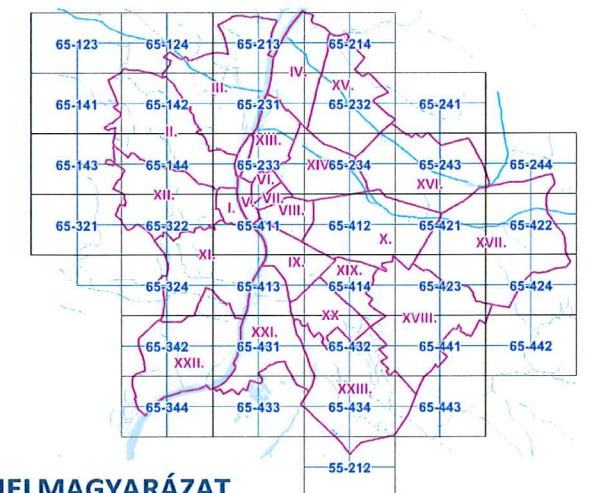 65-123 65-124 65-213 65-214
III. IV. XV.
65-141 65-142 65-231 65-232 65-241
II. XIII.
65-143 65-144 65-233 XIV. 65-234 65-243 65-244
XII. VI. XVI.
I. V. VII. VIII.
65-321 65-322 65-411 65-412 65-421 65-422
XI. IX. X. XVII.
XIX.
65-324 65-413 65-414 65-423 65-424
XXI. XX XVIII.
65-342 65-431 65-432 65-441 65-442
XXII.
XXIII.
65-344 65-433 65-434 65-443
55-212
JELMAGYARÁZAT